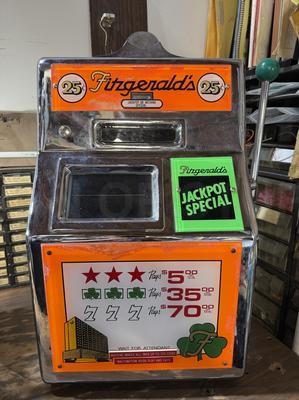 25¢ Fitzgerald's 25¢
Fitzgerald's
JACKPOT
SPECIAL
Pays $5.00
Pays $35.00
7 7 7 Pays $70.00
WAIT FOR ATTENDANT
F